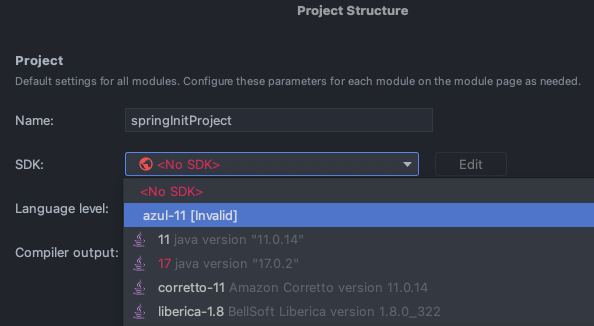 Project Structure
Project
Default settings for all modules. Configure these parameters for each module on the module page as needed.
Name: springInitProject
SDK: <No SDK> Edit
<No SDK>
Language level: azul-11 [Invalid]
11 java version "11.0.14"
Compiler output: 17 java version "17.0.2"
corretto-11 Amazon Corretto version 11.0.14
liberica-1.8 BellSoft Liberica version 1.8.0_322